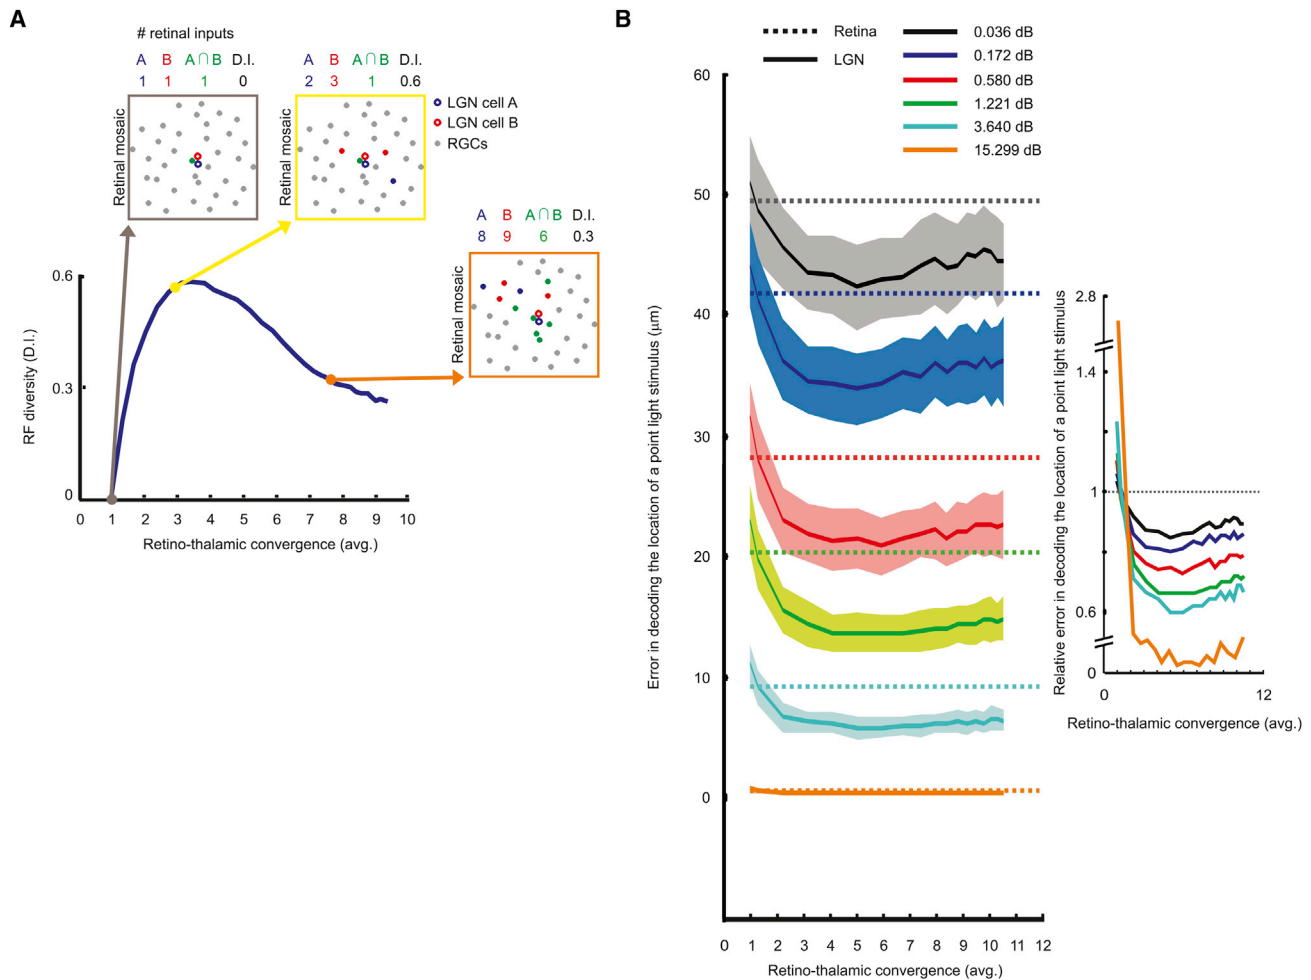 A
# retinal inputs
A B A∩B D.I.
1 1 1 0
Retinal mosaic
A B A∩B D.I.
2 3 1 0.6
Retinal mosaic
LGN cell A
LGN cell B
RGCs
A B A∩B D.I.
8 9 6 0.3
Retinal mosaic
RF diversity (D.I.)
0.6
0.3
0
0 1 2 3 4 5 6 7 8 9 10
Retino-thalamic convergence (avg.)
B
Retina
LGN
0.036 dB
0.172 dB
0.580 dB
1.221 dB
3.640 dB
15.299 dB
Error in decoding the location of a point light stimulus (μm)
60
50
40
30
20
10
0
0 1 2 3 4 5 6 7 8 9 10 11 12
Retino-thalamic convergence (avg.)
Relative error in decoding the location of a point light stimulus
2.8
1.4
1
0.6
0
0 12
Retino-thalamic convergence (avg.)